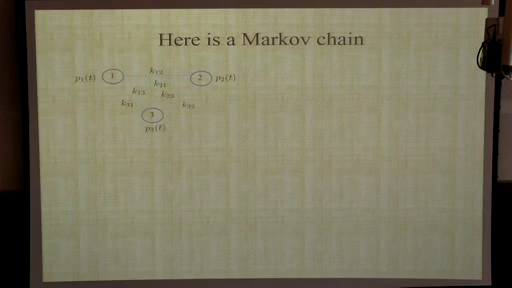 Here is a Markov chain
p₁(t) 1 k₁₂ 2 p₂(t)
k₂₁
k₁₃ k₂₃
k₃₁ k₃₂
3
p₃(t)